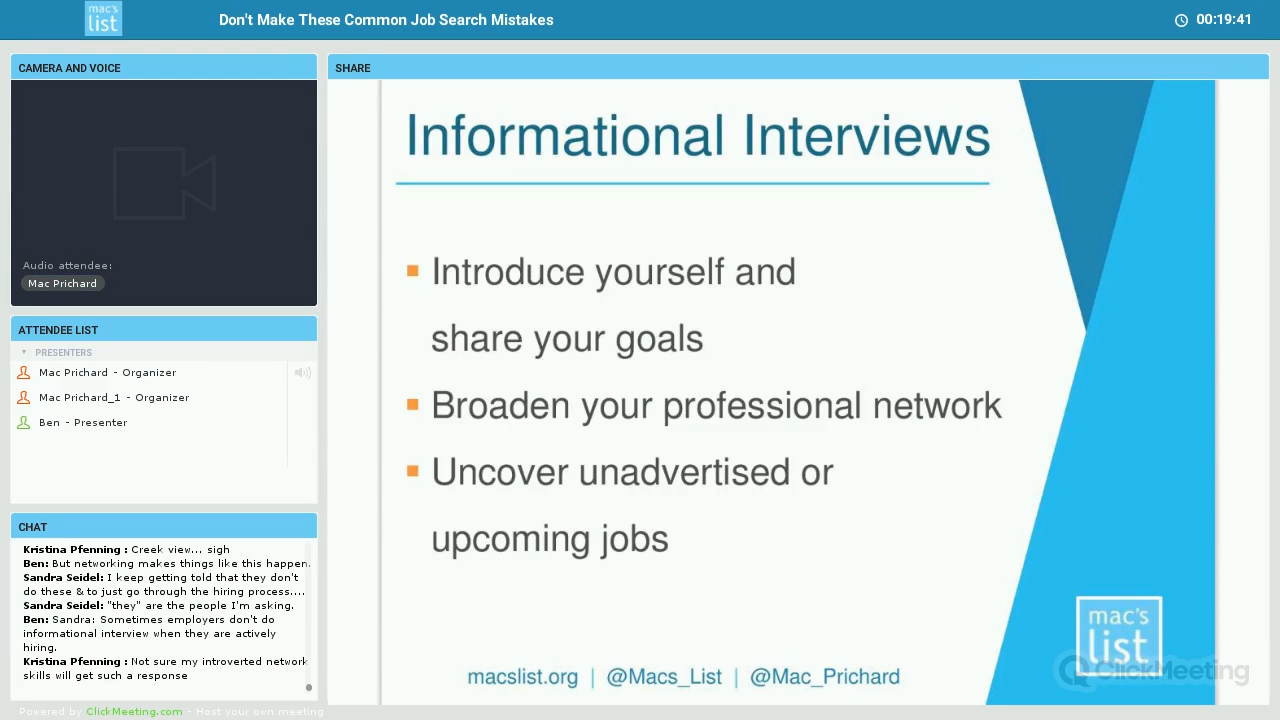 mac's
list
Don't Make These Common Job Search Mistakes
00:19:41
CAMERA AND VOICE
Audio attendee:
Mac Prichard
ATTENDEE LIST
PRESENTERS
Mac Prichard - Organizer
Mac Prichard_1 - Organizer
Ben - Presenter
CHAT
Kristina Pfenning : Creek view... sigh
Ben: But networking makes things like this happen.
Sandra Seidel: I keep getting told that they don't
do these & to just go through the hiring process....
Sandra Seidel: "they" are the people I'm asking.
Ben: Sandra: Sometimes employers don't do
informational interview when they are actively
hiring.
Kristina Pfenning : Not sure my introverted network
skills will get such a response
SHARE
Informational Interviews
Introduce yourself and
share your goals
Broaden your professional network
Uncover unadvertised or
upcoming jobs
macslist.org | @Macs_List | @Mac_Prichard
mac's
list
ClickMeeting
Powered by ClickMeeting.com - Host your own meeting